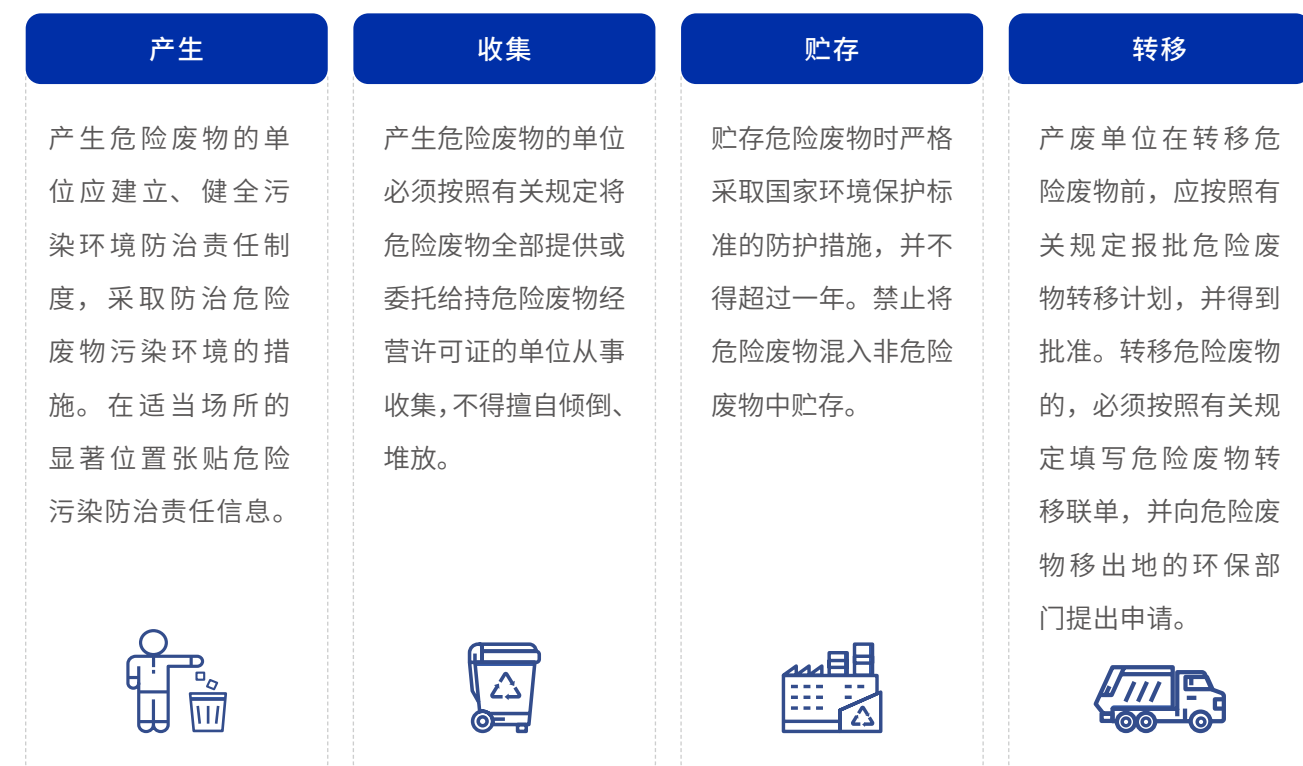 产生
产生危险废物的单
位应建立、健全污
染环境防治责任制
度，采取防治危险
废物污染环境的措
施。在适当场所的
显著位置张贴危险
污染防治责任信息。
收集
产生危险废物的单位
必须按照有关规定将
危险废物全部提供或
委托给持危险废物经
营许可证的单位从事
收集，不得擅自倾倒、
堆放。
贮存
贮存危险废物时严格
采取国家环境保护标
准的防护措施，并不
得超过一年。禁止将
危险废物混入非危险
废物中贮存。
转移
产废单位在转移危
险废物前，应按照有
关规定报批危险废
物转移计划，并得到
批准。转移危险废物
的，必须按照有关规
定填写危险废物转
移联单，并向危险废
物移出地的环保部
门提出申请。